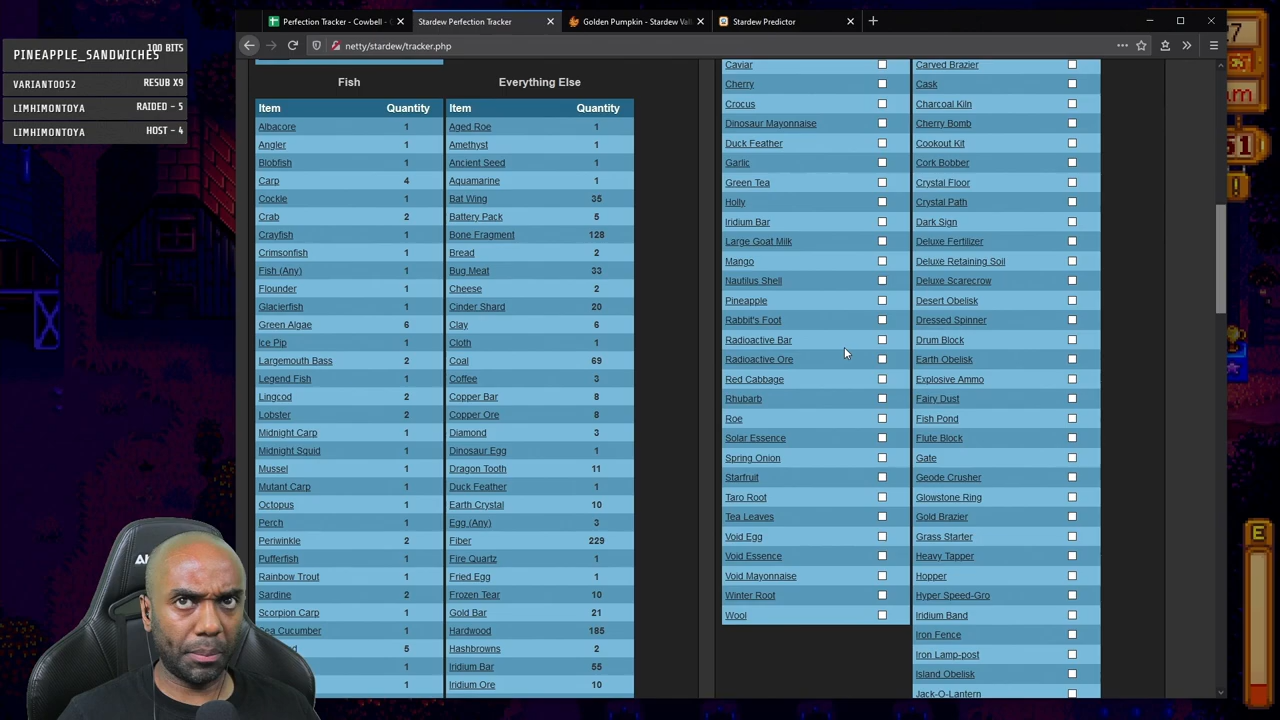 PINEAPPLE_SANDWICHES 100 BITS
VARIANT0052 RESUB X9
LIMHIMONTOYA RAIDED - 5
LIMHIMONTOYA HOST - 4
Perfection Tracker - Cowbell -
Stardew Perfection Tracker
Golden Pumpkin - Stardew Val
Stardew Predictor
netty/stardew/tracker.php
Fish
Item Quantity
Albacore 1
Angler 1
Blobfish 1
Carp 4
Cockle 1
Crab 2
Crayfish 1
Crimsonfish 1
Fish (Any) 1
Flounder 1
Glacierfish 1
Green Algae 6
Ice Pip 1
Largemouth Bass 2
Legend Fish 1
Lingcod 2
Lobster 2
Midnight Carp 1
Midnight Squid 1
Mussel 1
Mutant Carp 1
Octopus 1
Perch 1
Periwinkle 2
Pufferfish 1
Rainbow Trout 1
Sardine 2
Scorpion Carp 1
Sea Cucumber 1
5
1
1
Everything Else
Item Quantity
Aged Roe 1
Amethyst 1
Ancient Seed 1
Aquamarine 1
Bat Wing 35
Battery Pack 5
Bone Fragment 128
Bread 2
Bug Meat 33
Cheese 2
Cinder Shard 20
Clay 6
Cloth 1
Coal 69
Coffee 3
Copper Bar 8
Copper Ore 8
Diamond 3
Dinosaur Egg 1
Dragon Tooth 11
Duck Feather 1
Earth Crystal 10
Egg (Any) 3
Fiber 229
Fire Quartz 1
Fried Egg 1
Frozen Tear 10
Gold Bar 21
Hardwood 185
Hashbrowns 2
Iridium Bar 55
Iridium Ore 10
Caviar
Cherry
Crocus
Dinosaur Mayonnaise
Duck Feather
Garlic
Green Tea
Holly
Iridium Bar
Large Goat Milk
Mango
Nautilus Shell
Pineapple
Rabbit's Foot
Radioactive Bar
Radioactive Ore
Red Cabbage
Rhubarb
Roe
Solar Essence
Spring Onion
Starfruit
Taro Root
Tea Leaves
Void Egg
Void Essence
Void Mayonnaise
Winter Root
Wool
Carved Brazier
Cask
Charcoal Kiln
Cherry Bomb
Cookout Kit
Cork Bobber
Crystal Floor
Crystal Path
Dark Sign
Deluxe Fertilizer
Deluxe Retaining Soil
Deluxe Scarecrow
Desert Obelisk
Dressed Spinner
Drum Block
Earth Obelisk
Explosive Ammo
Fairy Dust
Fish Pond
Flute Block
Gate
Geode Crusher
Glowstone Ring
Gold Brazier
Grass Starter
Heavy Tapper
Hopper
Hyper Speed-Gro
Iridium Band
Iron Fence
Iron Lamp-post
Island Obelisk
Jack-O-Lantern
E